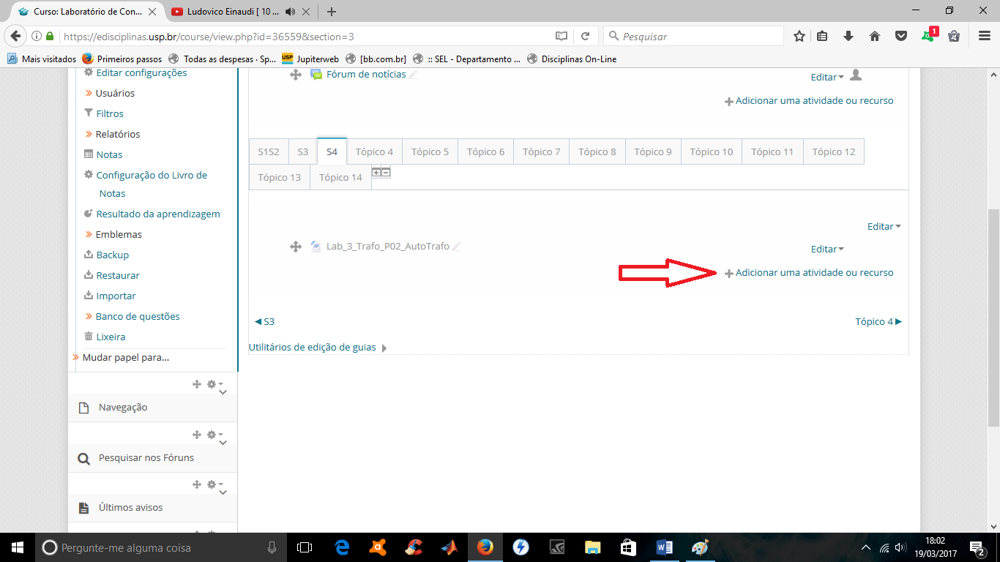 Curso: Laboratório de Con...
Ludovico Einaudi [ 10 ...
https://edisciplinas.usp.br/course/view.php?id=36559&section=3
Pesquisar
1
Mais visitados
Primeiros passos
Todas as despesas · Sp...
USP
Jupiterweb
[bb.com.br]
:: SEL - Departamento ...
Disciplinas On-Line
Editar configurações
Usuários
Filtros
Relatórios
Notas
Configuração do Livro de
Notas
Resultado da aprendizagem
Emblemas
Backup
Restaurar
Importar
Banco de questões
Lixeira
Mudar papel para...
Navegação
Pesquisar nos Fóruns
Últimos avisos
Fórum de notícias
Editar
Adicionar uma atividade ou recurso
S1S2 S3 S4 Tópico 4 Tópico 5 Tópico 6 Tópico 7 Tópico 8 Tópico 9 Tópico 10 Tópico 11 Tópico 12
Tópico 13 Tópico 14
Editar
Lab_3_Trafo_P02_AutoTrafo
Editar
Adicionar uma atividade ou recurso
S3
Tópico 4
Utilitários de edição de guias
Pergunte-me alguma coisa
18:02
19/03/2017
2